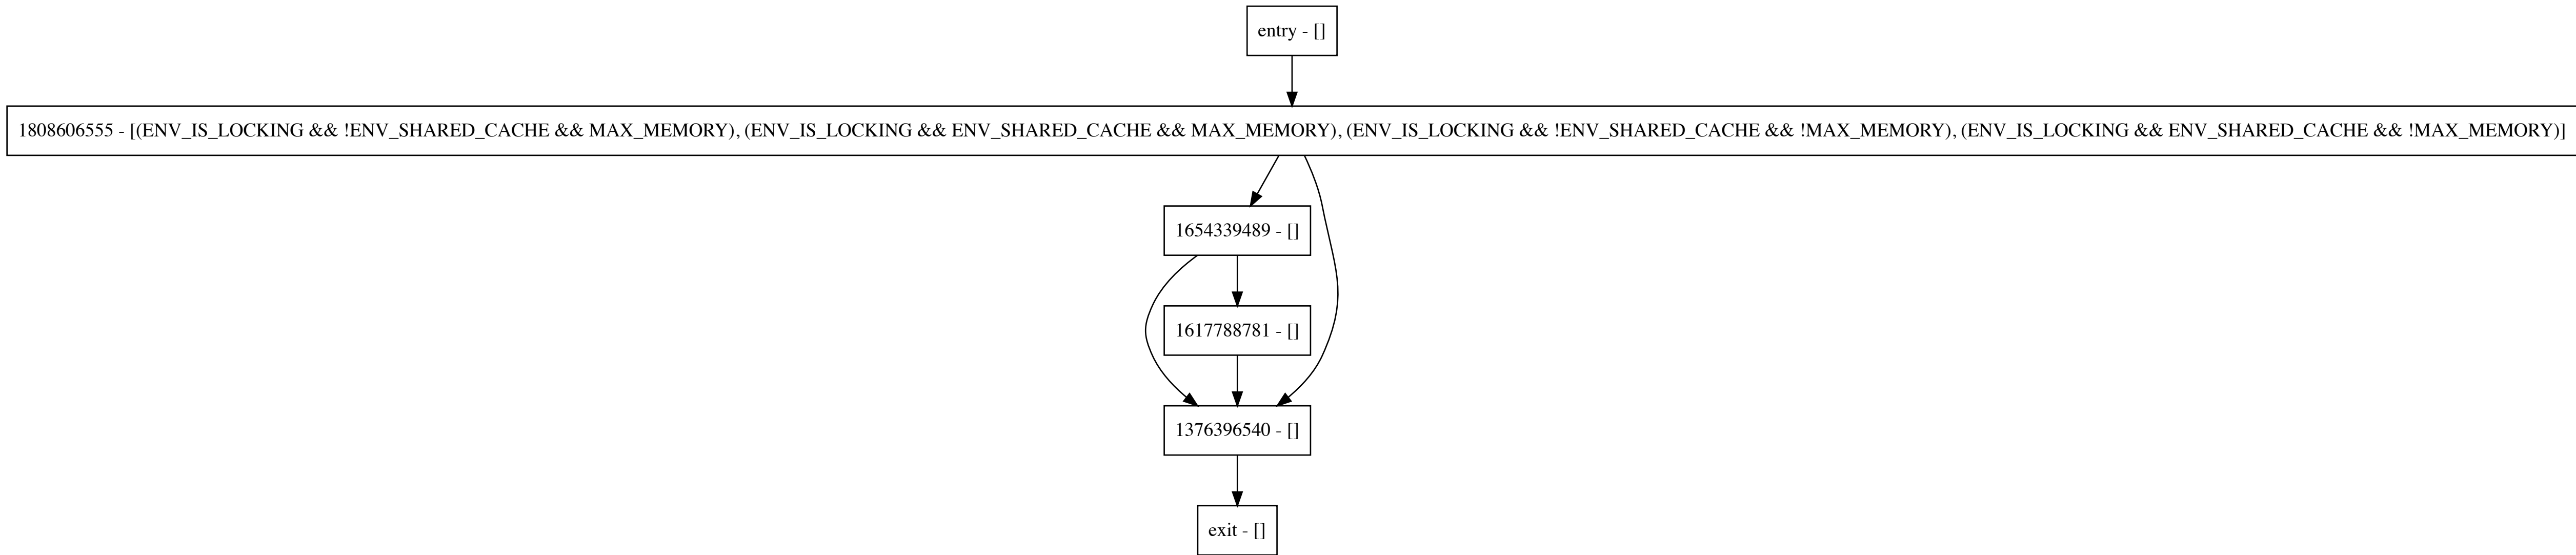 entry - []
1808606555 - [(ENV_IS_LOCKING && !ENV_SHARED_CACHE && MAX_MEMORY), (ENV_IS_LOCKING && ENV_SHARED_CACHE && MAX_MEMORY), (ENV_IS_LOCKING && !ENV_SHARED_CACHE && !MAX_MEMORY), (ENV_IS_LOCKING && ENV_SHARED_CACHE && !MAX_MEMORY)]
1654339489 - []
1617788781 - []
1376396540 - []
exit - []